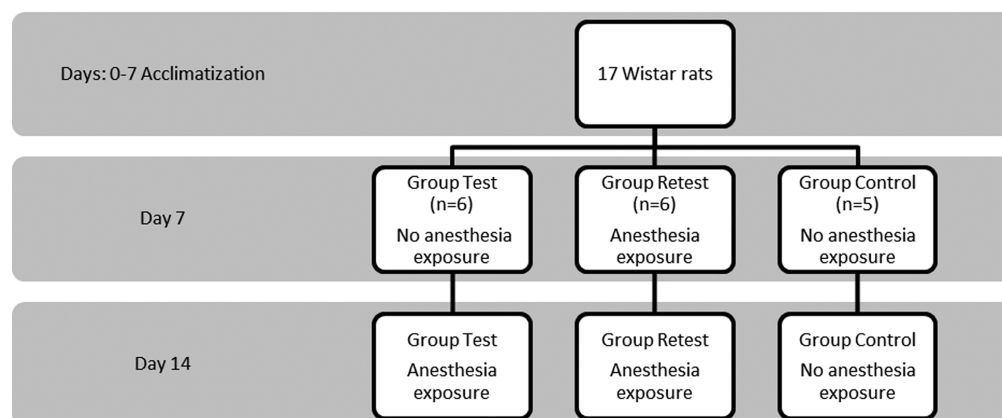 Days: 0-7 Acclimatization
17 Wistar rats
Day 7
Group Test
(n=6)
No anesthesia
exposure
Group Retest
(n=6)
Anesthesia
exposure
Group Control
(n=5)
No anesthesia
exposure
Day 14
Group Test
Anesthesia
exposure
Group Retest
Anesthesia
exposure
Group Control
No anesthesia
exposure